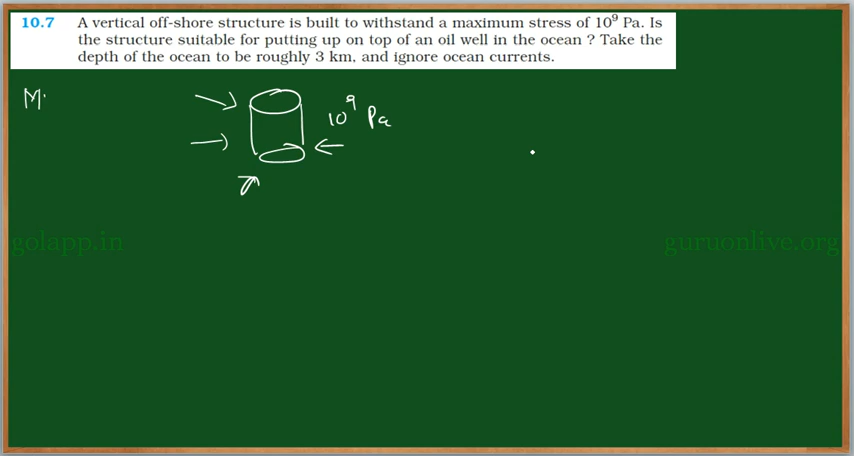 10.7 A vertical off-shore structure is built to withstand a maximum stress of 10⁹ Pa. Is
the structure suitable for putting up on top of an oil well in the ocean ? Take the
depth of the ocean to be roughly 3 km, and ignore ocean currents.
M.
10⁹ Pa
golapp.in guruonlive.org